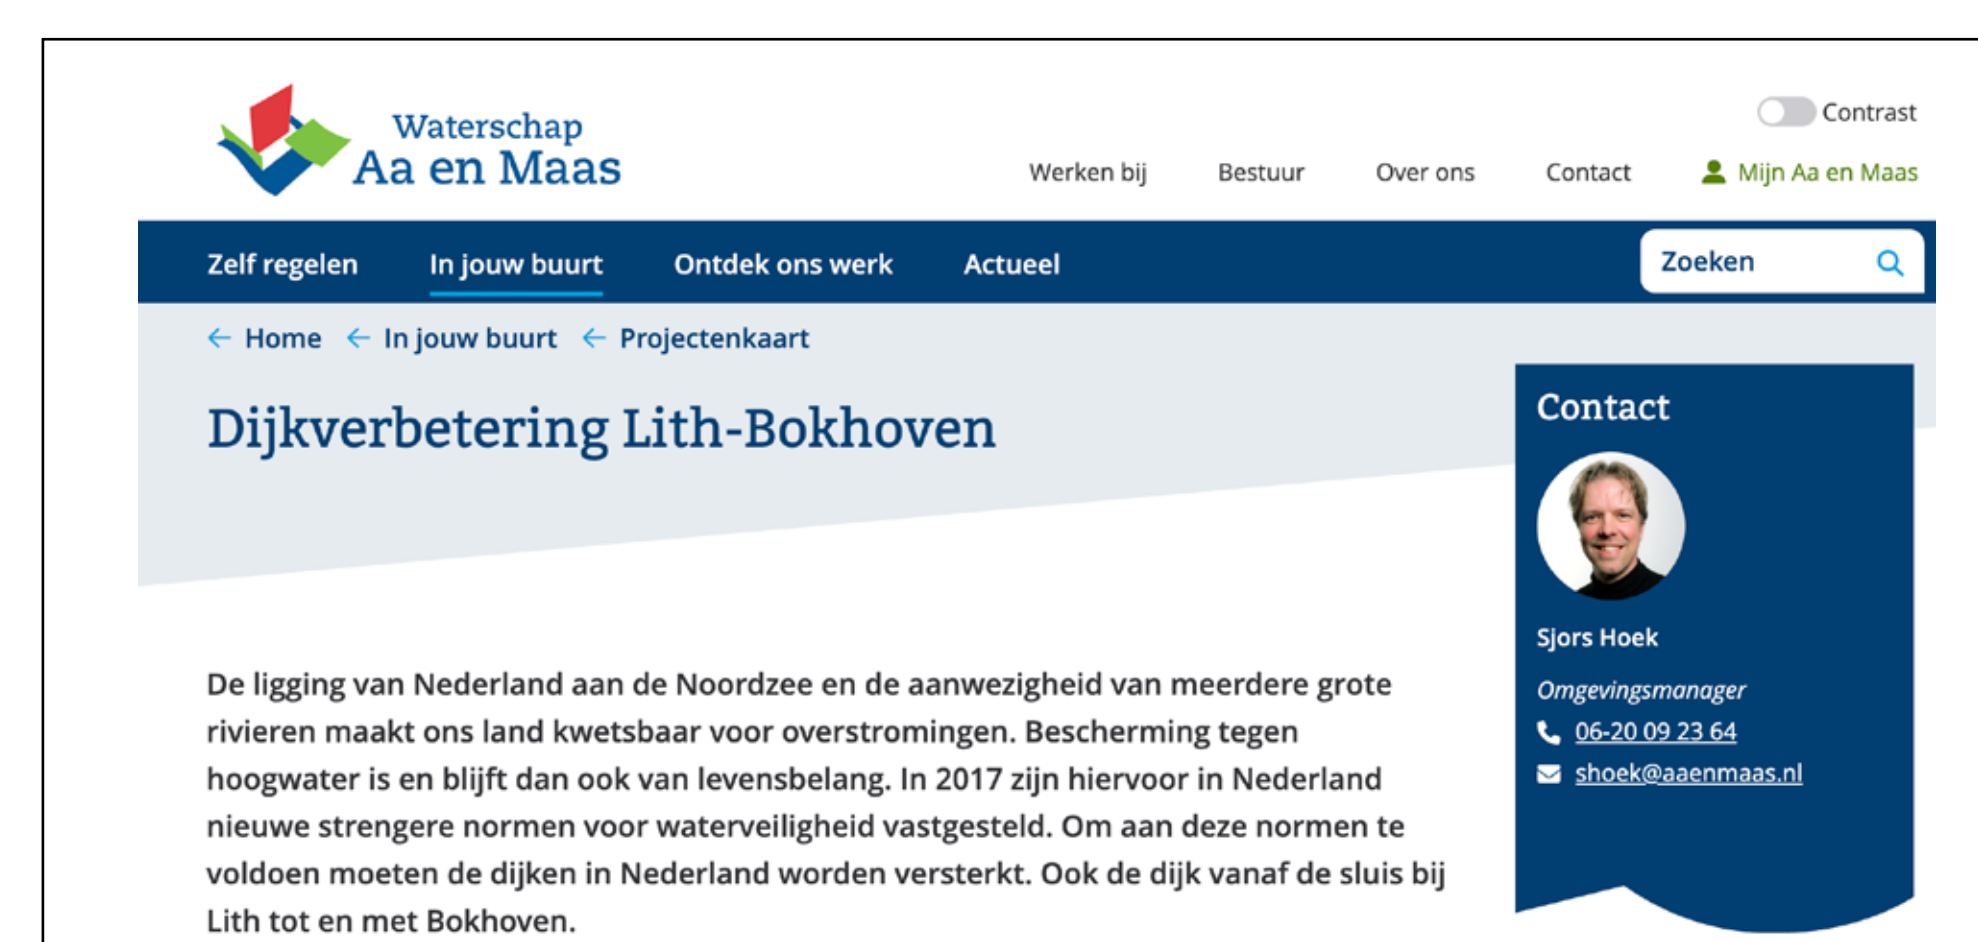 Waterschap
Aa en Maas
Contrast
Werken bij Bestuur Over ons Contact Mijn Aa en Maas
Zelf regelen In jouw buurt Ontdek ons werk Actueel Zoeken
← Home ← In jouw buurt ← Projectenkaart
Dijkverbetering Lith-Bokhoven
De ligging van Nederland aan de Noordzee en de aanwezigheid van meerdere grote
rivieren maakt ons land kwetsbaar voor overstromingen. Bescherming tegen
hoogwater is en blijft dan ook van levensbelang. In 2017 zijn hiervoor in Nederland
nieuwe strengere normen voor waterveiligheid vastgesteld. Om aan deze normen te
voldoen moeten de dijken in Nederland worden versterkt. Ook de dijk vanaf de sluis bij
Lith tot en met Bokhoven.
Contact
Sjors Hoek
Omgevingsmanager
06-20 09 23 64
shoek@aaenmaas.nl